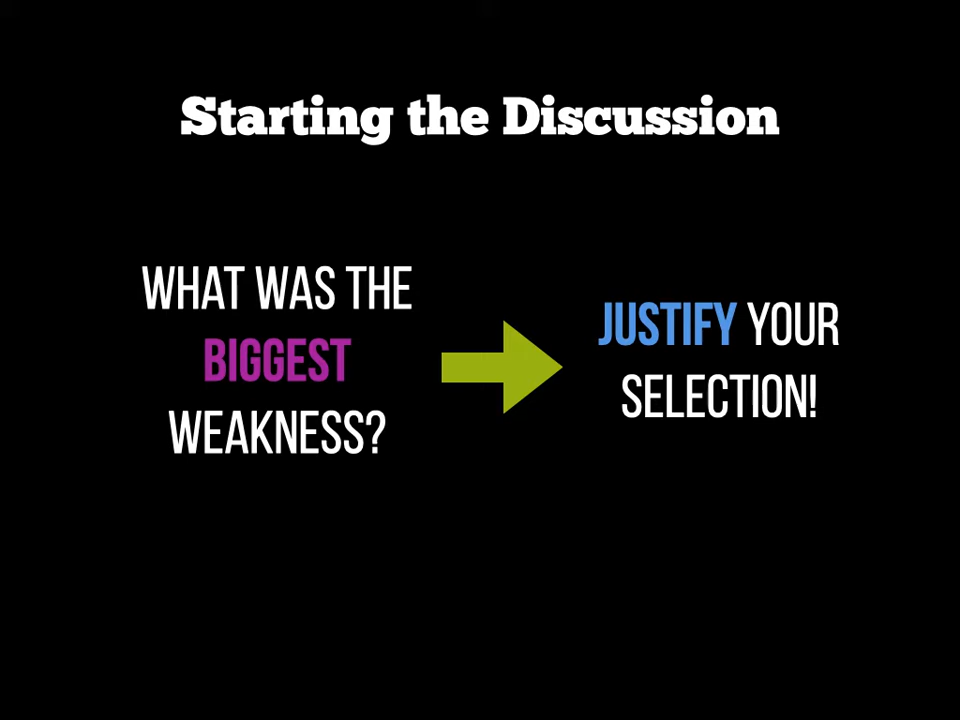 Starting the Discussion
WHAT WAS THE
BIGGEST
WEAKNESS?
JUSTIFY YOUR
SELECTION!